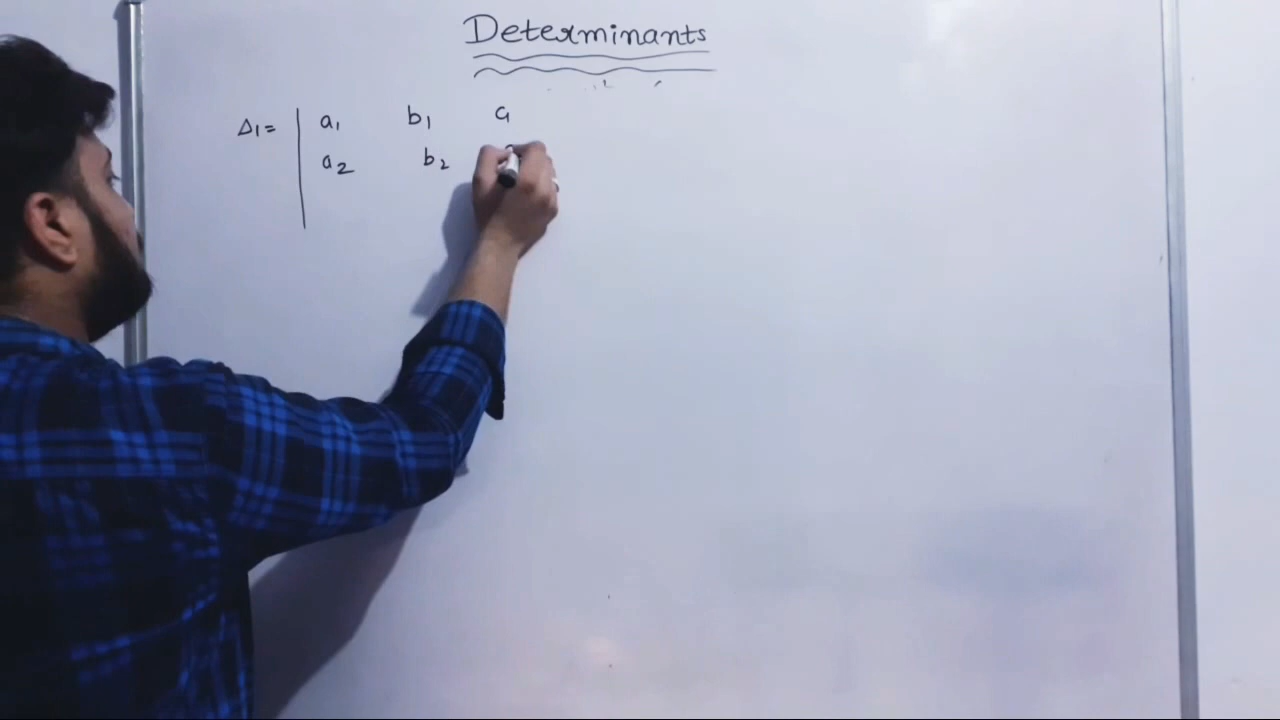 Determinants
Δ1= | a1 b1 c1
a2 b2